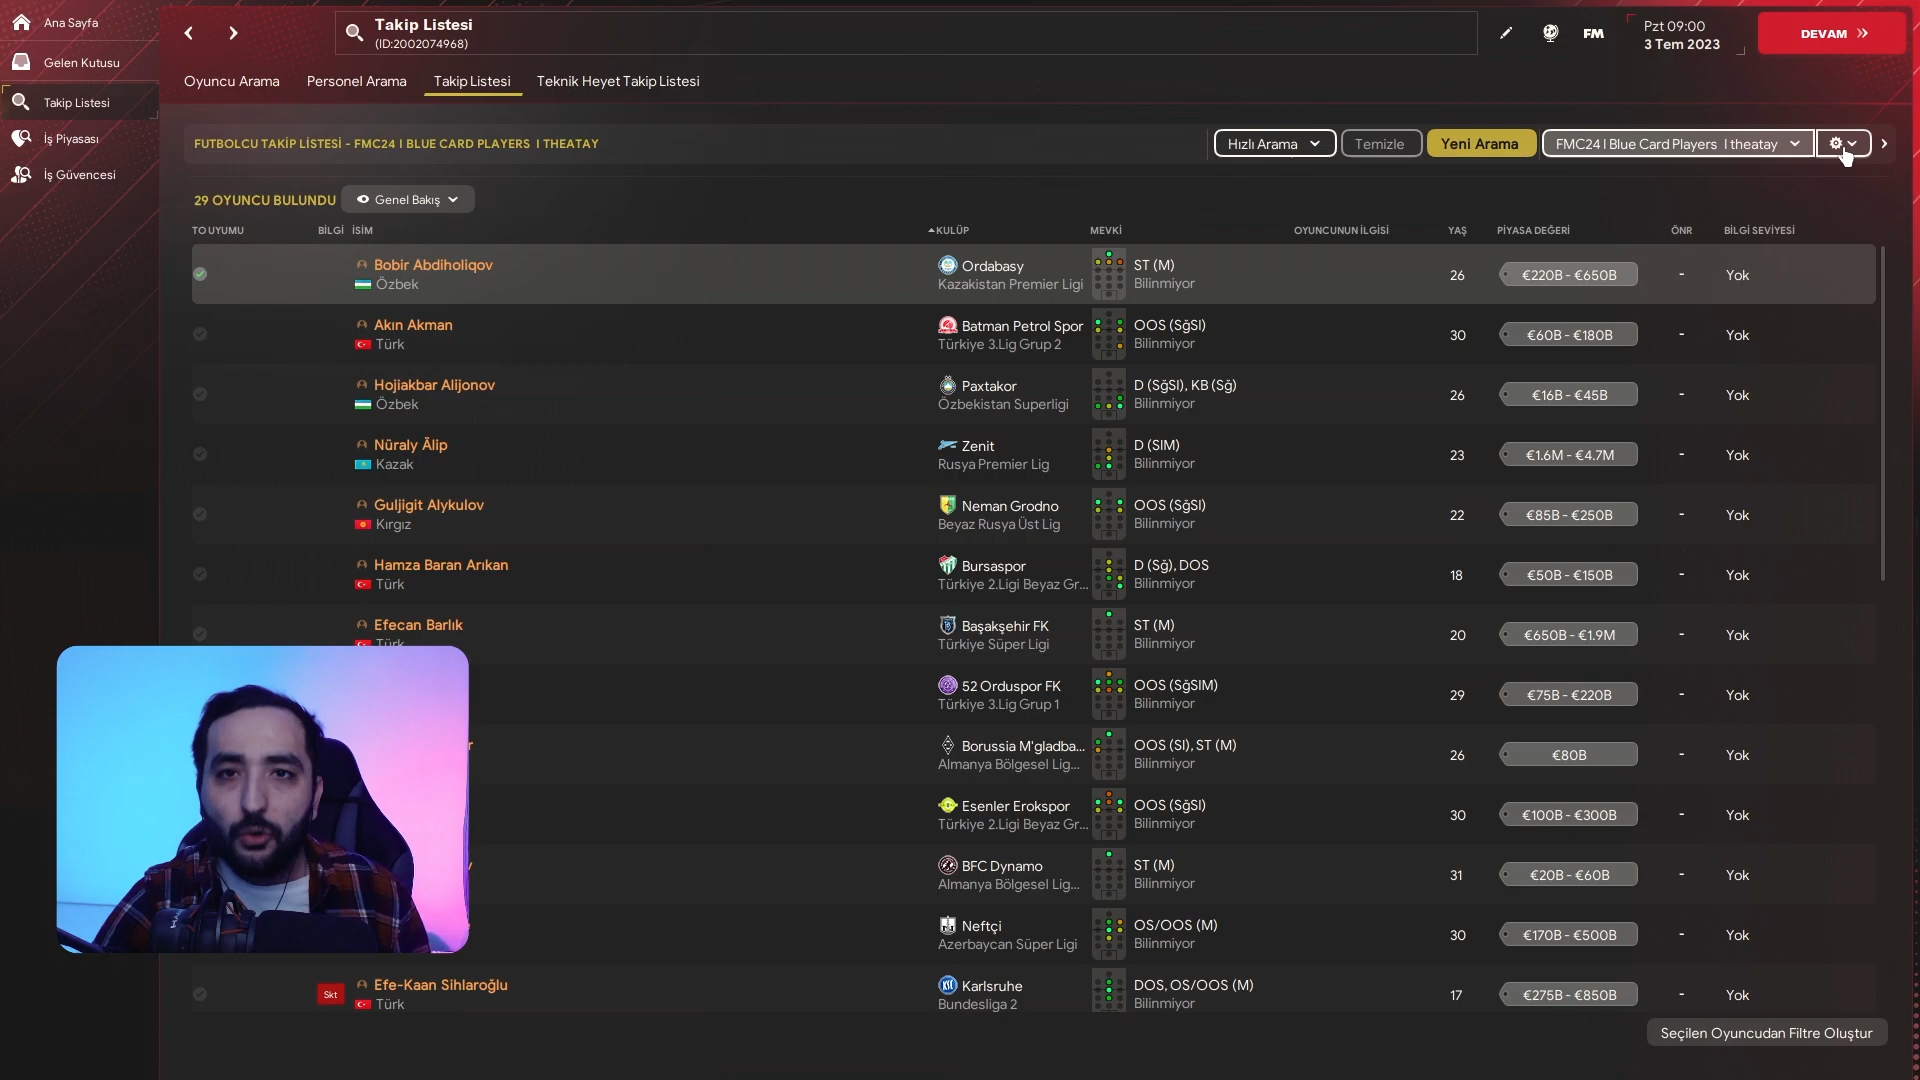 Ana Sayfa
Gelen Kutusu
Takip Listesi
İş Piyasası
İş Güvencesi
Takip Listesi
(ID:2002074968)
FM
Pzt 09:00
3 Tem 2023
DEVAM
Oyuncu Arama
Personel Arama
Takip Listesi
Teknik Heyet Takip Listesi
FUTBOLCU TAKİP LİSTESİ - FMC24 I BLUE CARD PLAYERS I THEATAY
Hızlı Arama
Temizle
Yeni Arama
FMC24 I Blue Card Players I theatay
29 OYUNCU BULUNDU
Genel Bakış
TO UYUMU BİLGİ İSİM KULÜP MEVKİ OYUNCUNUN İLGİSİ YAŞ PİYASA DEĞERİ ÖNR BİLGİ SEVİYESİ
Bobir Abdiholiqov Ordabasy ST (M) 26 €220B - €650B - Yok
Özbek Kazakistan Premier Ligi Bilinmiyor
Akın Akman Batman Petrol Spor OOS (SğSl) 30 €60B - €180B - Yok
Türk Türkiye 3.Lig Grup 2 Bilinmiyor
Hojiakbar Alijonov Paxtakor D (SğSl), KB (Sğ) 26 €16B - €45B - Yok
Özbek Özbekistan Superligi Bilinmiyor
Nūraly Älip Zenit D (SlM) 23 €1.6M - €4.7M - Yok
Kazak Rusya Premier Lig Bilinmiyor
Guljigit Alykulov Neman Grodno OOS (SğSl) 22 €85B - €250B - Yok
Kırgız Beyaz Rusya Üst Lig Bilinmiyor
Hamza Baran Arıkan Bursaspor D (Sğ), DOS 18 €50B - €150B - Yok
Türk Türkiye 2.Ligi Beyaz Gr... Bilinmiyor
Efecan Barlık Başakşehir FK ST (M) 20 €650B - €1.9M - Yok
Türk Türkiye Süper Ligi Bilinmiyor
52 Orduspor FK OOS (SğSlM) 29 €75B - €220B - Yok
Türkiye 3.Lig Grup 1 Bilinmiyor
r Borussia M'gladba... OOS (Sl), ST (M) 26 €80B - Yok
Almanya Bölgesel Lig... Bilinmiyor
Esenler Erokspor OOS (SğSl) 30 €100B - €300B - Yok
Türkiye 2.Ligi Beyaz Gr... Bilinmiyor
BFC Dynamo ST (M) 31 €20B - €60B - Yok
Almanya Bölgesel Lig... Bilinmiyor
Neftçi OS/OOS (M) 30 €170B - €500B - Yok
Azerbaycan Süper Ligi Bilinmiyor
Skt Efe-Kaan Sihlaroğlu Karlsruhe DOS, OS/OOS (M) 17 €275B - €850B - Yok
Türk Bundesliga 2 Bilinmiyor
Seçilen Oyuncudan Filtre Oluştur